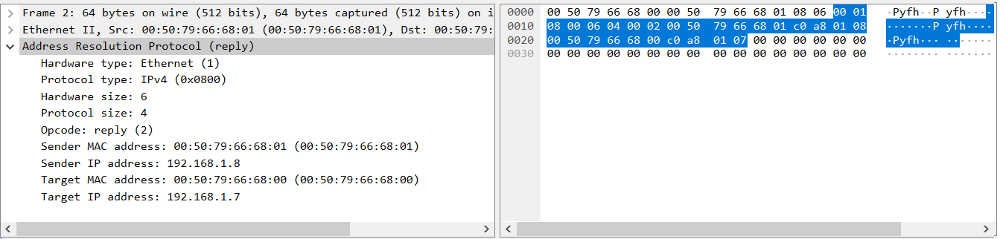 Frame 2: 64 bytes on wire (512 bits), 64 bytes captured (512 bits) on i
Ethernet II, Src: 00:50:79:66:68:01 (00:50:79:66:68:01), Dst: 00:50:79:
Address Resolution Protocol (reply)
Hardware type: Ethernet (1)
Protocol type: IPv4 (0x0800)
Hardware size: 6
Protocol size: 4
Opcode: reply (2)
Sender MAC address: 00:50:79:66:68:01 (00:50:79:66:68:01)
Sender IP address: 192.168.1.8
Target MAC address: 00:50:79:66:68:00 (00:50:79:66:68:00)
Target IP address: 192.168.1.7
0000 00 50 79 66 68 00 00 50 79 66 68 01 08 06 00 01 ·Pyfh··P yfh·····
0010 08 00 06 04 00 02 00 50 79 66 68 01 c0 a8 01 08 ·······P yfh·····
0020 00 50 79 66 68 00 c0 a8 01 07 00 00 00 00 00 00 ·Pyfh··· ········
0030 00 00 00 00 00 00 00 00 00 00 00 00 00 00 00 00 ········ ········